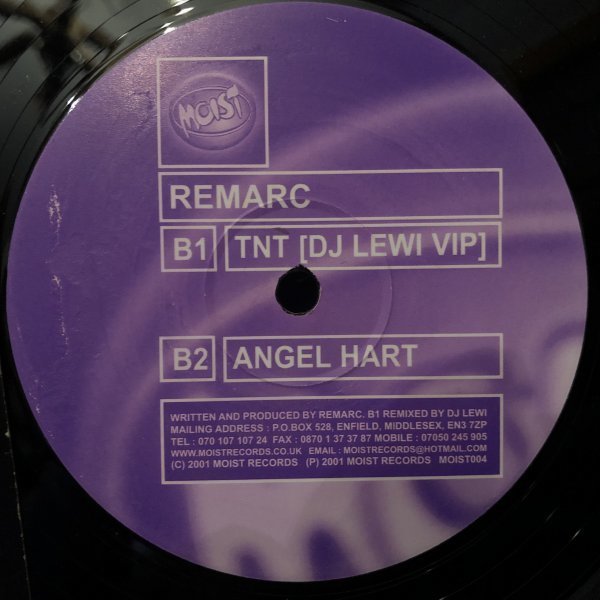 MOIST
REMARC
B1 TNT [DJ LEWI VIP]
B2 ANGEL HART
WRITTEN AND PRODUCED BY REMARC. B1 REMIXED BY DJ LEWI
MAILING ADDRESS : P.O.BOX 528, ENFIELD, MIDDLESEX, EN3 7ZP
TEL : 070 107 107 24 FAX : 0870 1 37 37 87 MOBILE : 07050 245 905
WWW.MOISTRECORDS.CO.UK EMAIL : MOISTRECORDS@HOTMAIL.COM
(C) 2001 MOIST RECORDS (P) 2001 MOIST RECORDS MOIST004